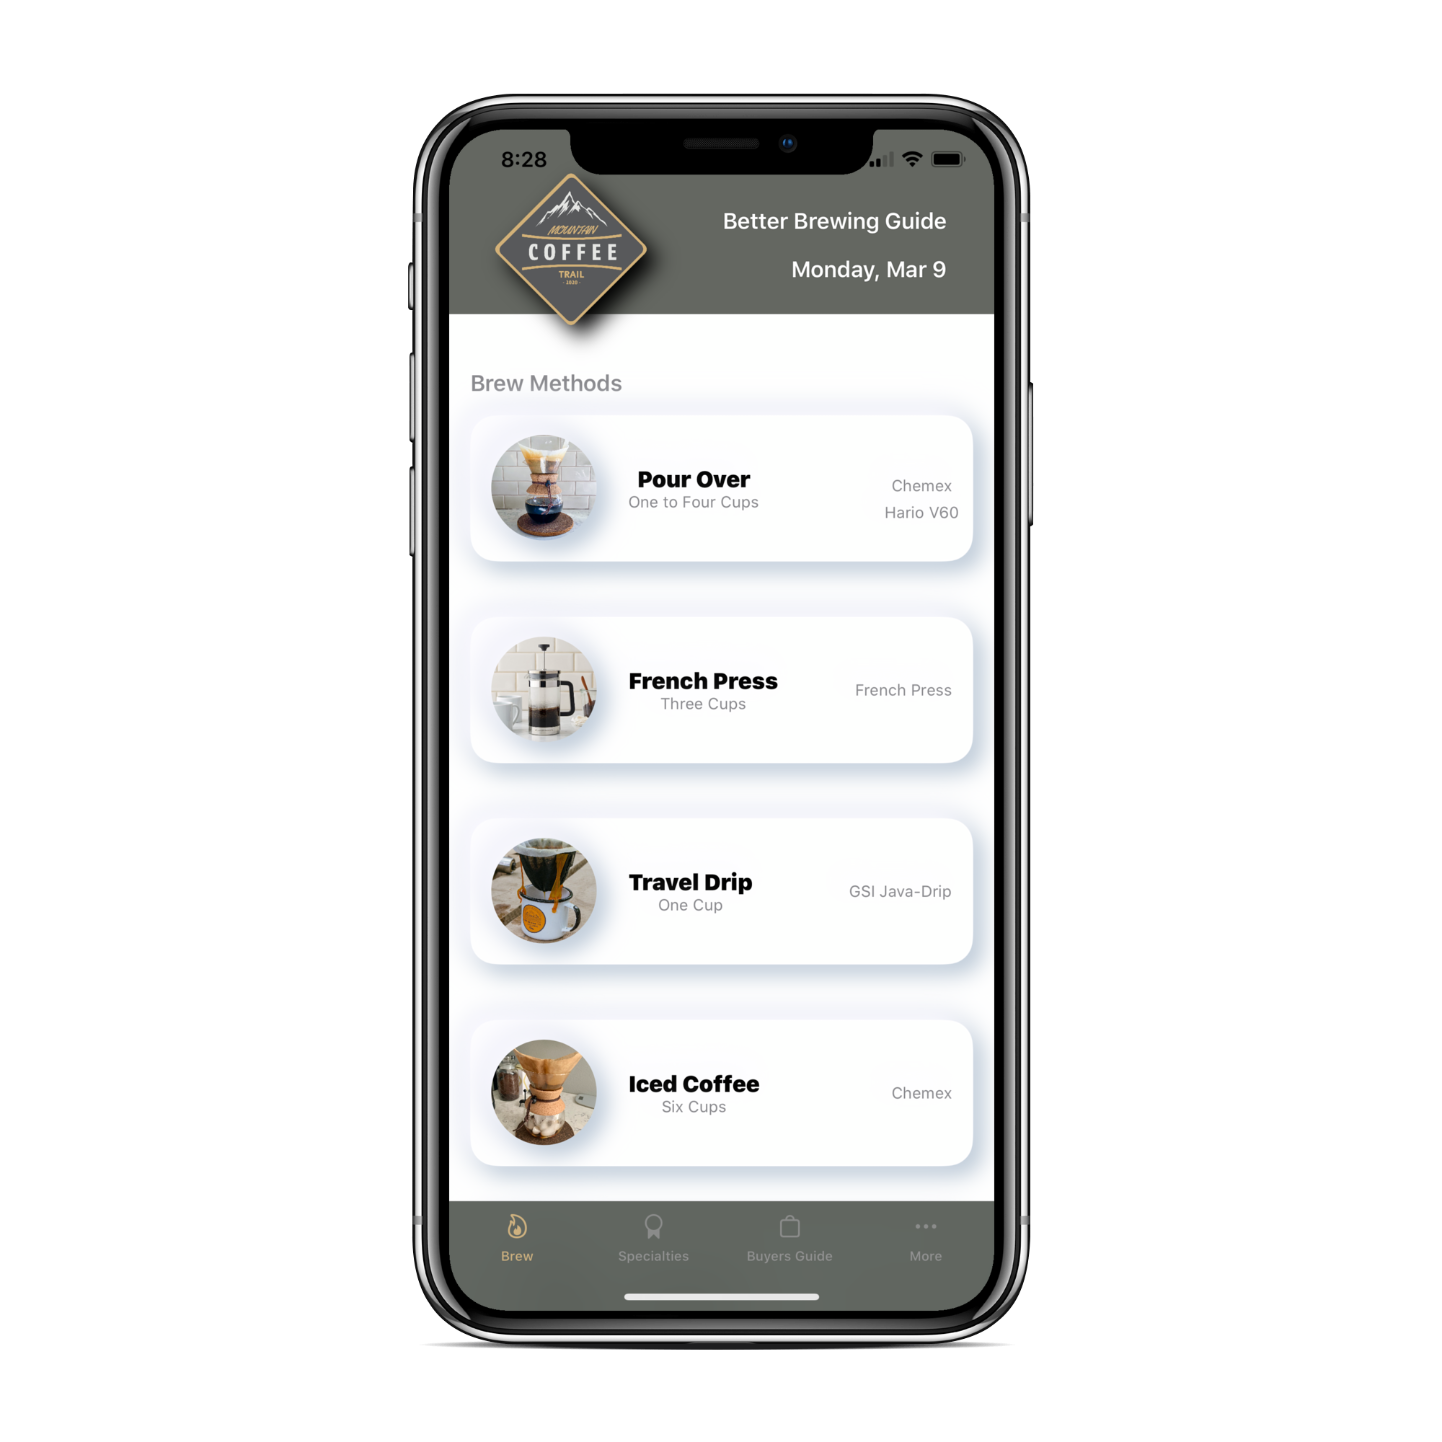 8:28
MOUNTAIN
COFFEE
TRAIL
Better Brewing Guide
Monday, Mar 9
Brew Methods
Pour Over
One to Four Cups
Chemex
Hario V60
French Press
Three Cups
French Press
Travel Drip
One Cup
GSI Java-Drip
Iced Coffee
Six Cups
Chemex
Brew
Specialties
Buyers Guide
More